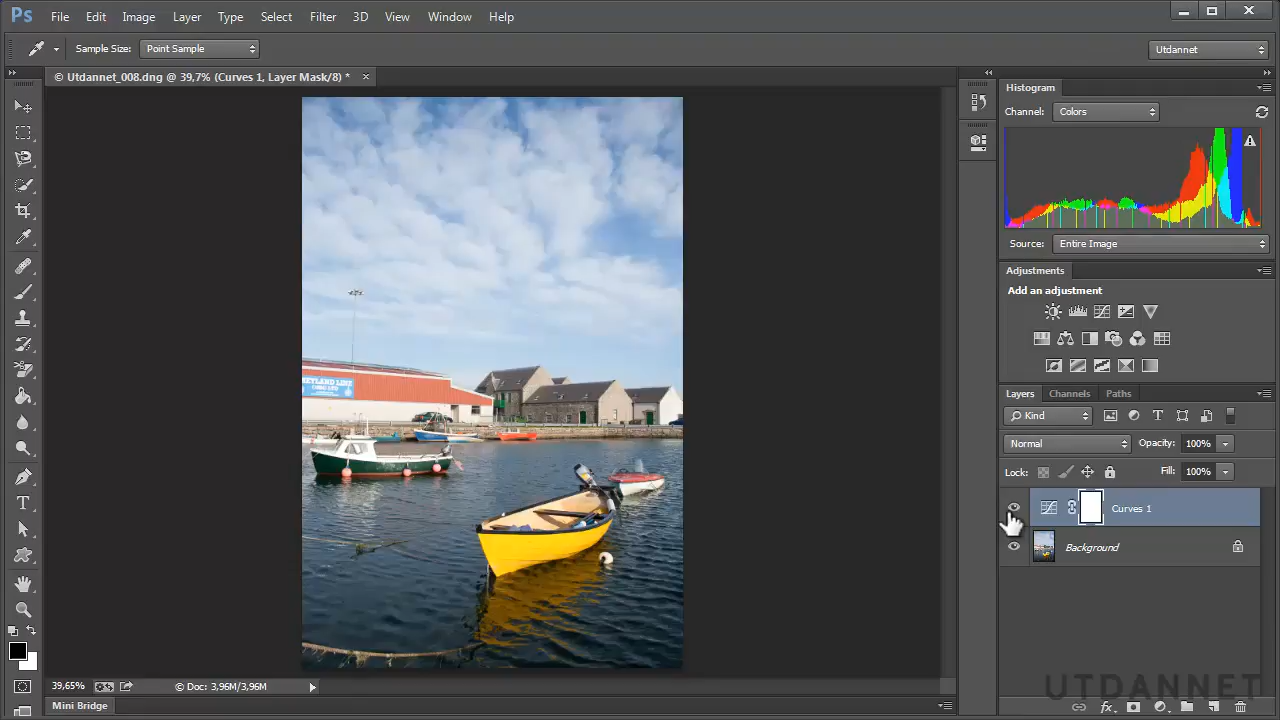 Ps File Edit Image Layer Type Select Filter 3D View Window Help
Sample Size: Point Sample Utdannet
© Utdannet_008.dng @ 39,7% (Curves 1, Layer Mask/8) * ×
Histogram
Channel: Colors
Source: Entire Image
Adjustments
Add an adjustment
Layers Channels Paths
Kind
Normal Opacity: 100%
Lock: Fill: 100%
Curves 1
Background
39,65% © Doc: 3,96M/3,96M
Mini Bridge
UTDANNET